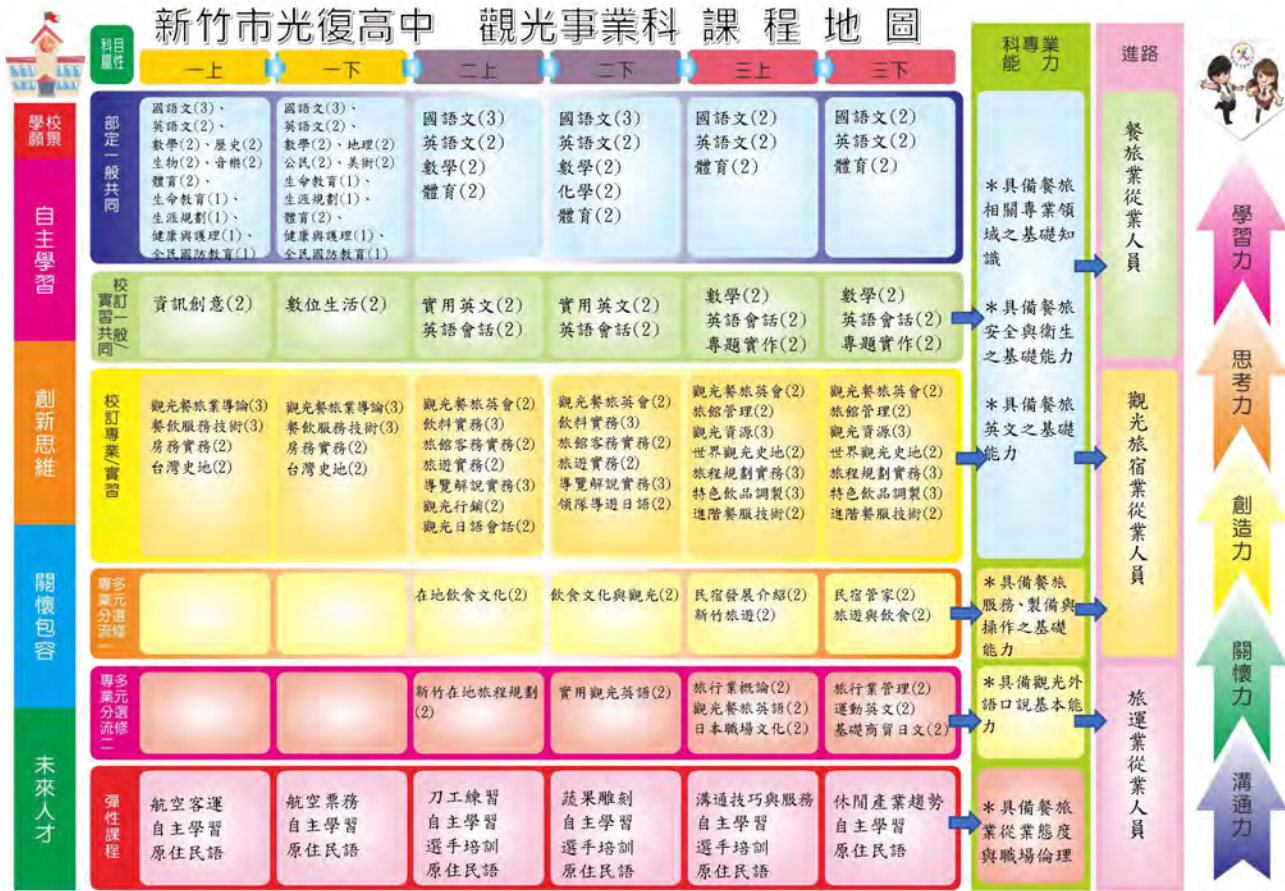 新竹市光復高中 觀光事業科 課程地圖
科目屬性
一上
一下
二上
二下
三上
三下
科專業能力
進路
學校願景
自主學習
創新思維
關懷包容
未來人才
部定一般共同
國語文(3)、
英語文(2)、
數學(2)、歷史(2)
生物(2)、音樂(2)
體育(2)、
生命教育(1)、
生涯規劃(1)、
健康與護理(1)、
全民國防教育(1)
國語文(3)、
英語文(2)、
數學(2)、地理(2)
公民(2)、美術(2)
生命教育(1)、
生涯規劃(1)、
體育(2)、
健康與護理(1)、
全民國防教育(1)
國語文(3)
英語文(2)
數學(2)
體育(2)
國語文(3)
英語文(2)
數學(2)
化學(2)
體育(2)
國語文(2)
英語文(2)
體育(2)
國語文(2)
英語文(2)
體育(2)
校訂一般/實習共同
資訊創意(2)
數位生活(2)
實用英文(2)
英語會話(2)
實用英文(2)
英語會話(2)
數學(2)
英語會話(2)
專題實作(2)
數學(2)
英語會話(2)
專題實作(2)
校訂專業/實習
觀光餐旅業導論(3)
餐飲服務技術(3)
房務實務(2)
台灣史地(2)
觀光餐旅業導論(3)
餐飲服務技術(3)
房務實務(2)
台灣史地(2)
觀光餐旅英會(2)
飲料實務(3)
旅館客務實務(2)
旅遊實務(2)
導覽解說實務(3)
觀光行銷(2)
觀光日語會話(2)
觀光餐旅英會(2)
飲料實務(3)
旅館客務實務(2)
旅遊實務(2)
導覽解說實務(3)
領隊導遊日語(2)
觀光餐旅英會(2)
旅館管理(2)
觀光資源(3)
世界觀光史地(2)
旅程規劃實務(3)
特色飲品調製(3)
進階餐服技術(2)
觀光餐旅英會(2)
旅館管理(2)
觀光資源(3)
世界觀光史地(2)
旅程規劃實務(3)
特色飲品調製(3)
進階餐服技術(2)
多元選修專業分流一
在地飲食文化(2)
飲食文化與觀光(2)
民宿發展介紹(2)
新竹旅遊(2)
民宿管家(2)
旅遊與飲食(2)
多元選修專業分流二
新竹在地旅程規劃
(2)
實用觀光英語(2)
旅行業概論(2)
觀光餐旅英語(2)
日本職場文化(2)
旅行業管理(2)
運動英文(2)
基礎商貿日文(2)
彈性課程
航空客運
自主學習
原住民語
航空票務
自主學習
原住民語
刀工練習
自主學習
選手培訓
原住民語
蔬果雕刻
自主學習
選手培訓
原住民語
溝通技巧與服務
自主學習
選手培訓
原住民語
休閒產業趨勢
自主學習
原住民語
＊具備餐旅
相關專業領
域之基礎知
識
＊具備餐旅
安全與衛生
之基礎能力
＊具備餐旅
英文之基礎
能力
＊具備餐旅
服務、製備與
操作之基礎
能力
＊具備觀光外
語口說基本能
力
＊具備餐旅
業從業態度
與職場倫理
餐旅業從業人員
觀光旅宿業從業人員
旅運業從業人員
學習力
思考力
創造力
關懷力
溝通力